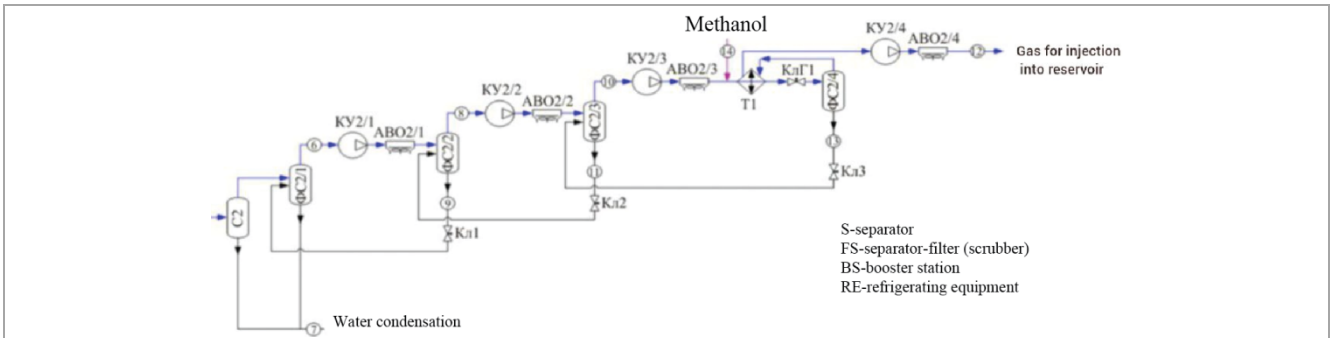 Methanol
14
КУ2/4
АВО2/4
12
Gas for injection
into reservoir
КУ2/3
АВО2/3
КлГ1
10
Т1
ФС2/4
КУ2/2
АВО2/2
8
ФС2/3
13
Кл3
КУ2/1
АВО2/1
6
ФС2/2
11
Кл2
ФС2/1
9
Кл1
С2
S-separator
FS-separator-filter (scrubber)
BS-booster station
RE-refrigerating equipment
7
Water condensation